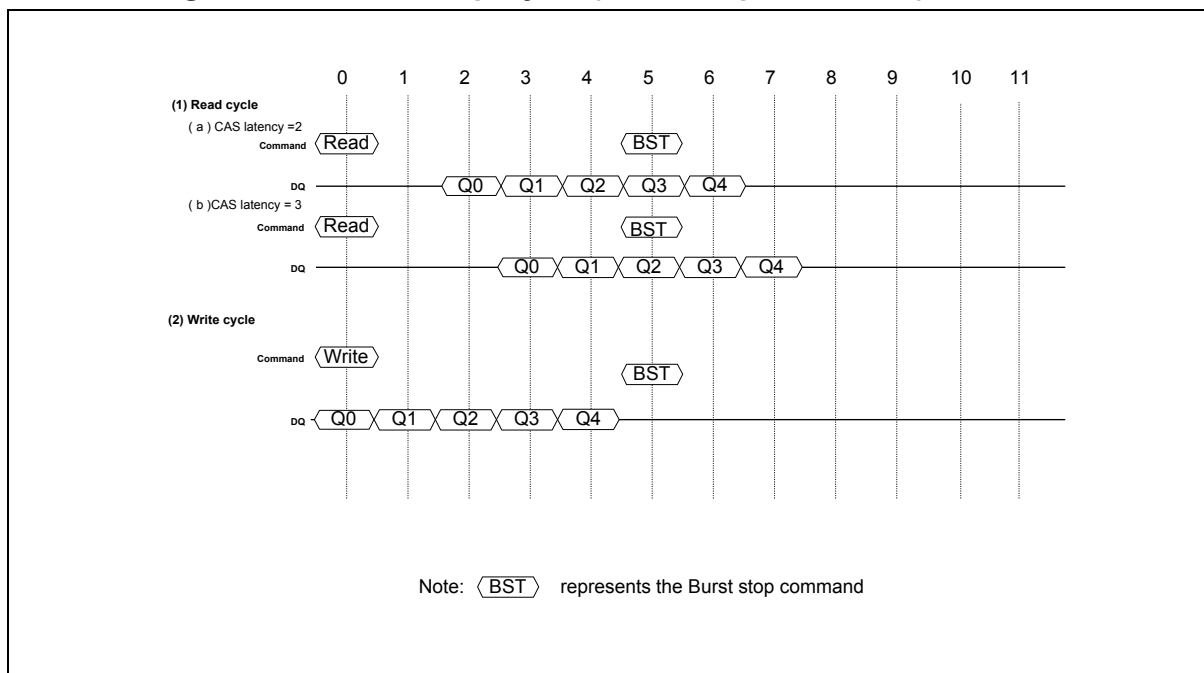 0 1 2 3 4 5 6 7 8 9 10 11
(1) Read cycle
( a ) CAS latency =2
Command Read BST
DQ Q0 Q1 Q2 Q3 Q4
( b )CAS latency = 3
Command Read BST
DQ Q0 Q1 Q2 Q3 Q4
(2) Write cycle
Command Write BST
DQ Q0 Q1 Q2 Q3 Q4
Note: BST represents the Burst stop command